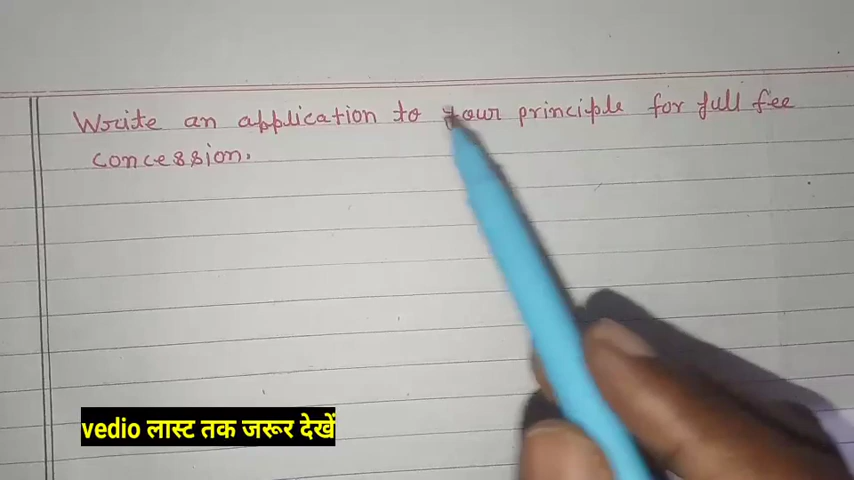 Write an application to your principle for full fee
concession.
vedio लास्ट तक जरूर देखें